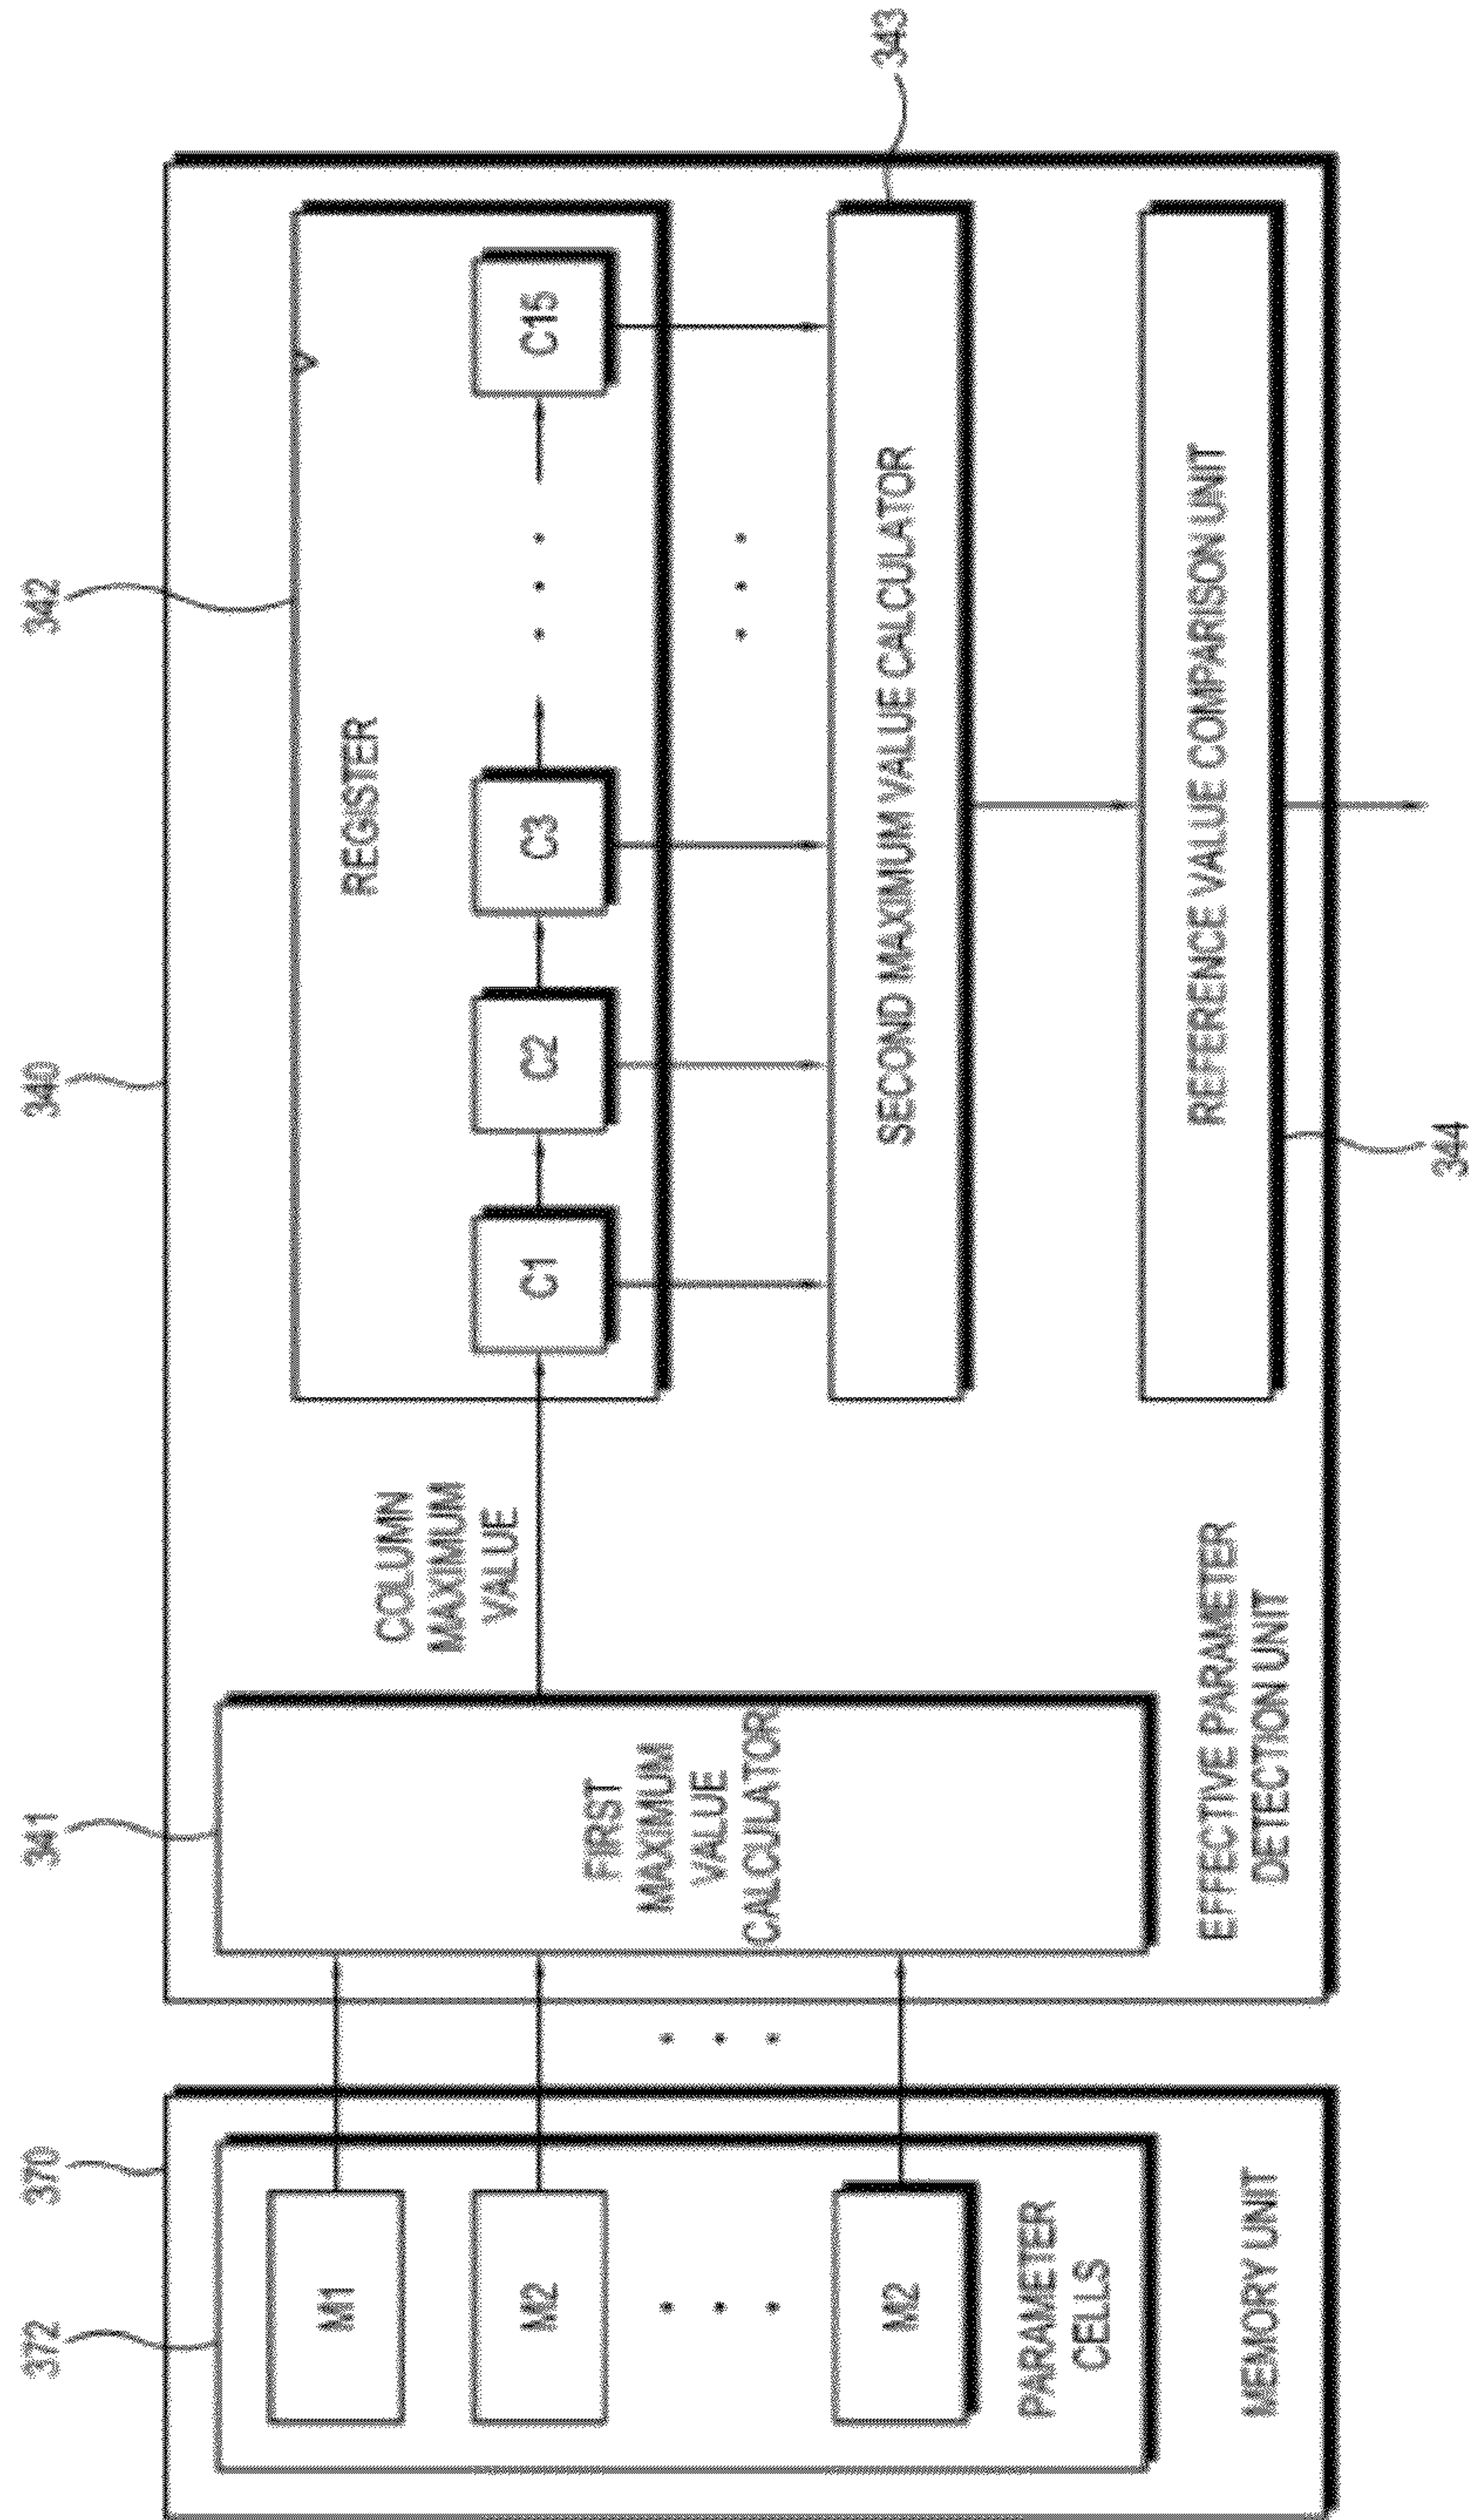 370
372
M1
M2
M2
PARAMETER
CELLS
MEMORY UNIT
340
341
FIRST
MAXIMUM
VALUE
CALCULATOR
COLUMN
MAXIMUM
VALUE
342
REGISTER
C1
C2
C3
C15
343
SECOND MAXIMUM VALUE CALCULATOR
REFERENCE VALUE COMPARISON UNIT
344
EFFECTIVE PARAMETER
DETECTION UNIT